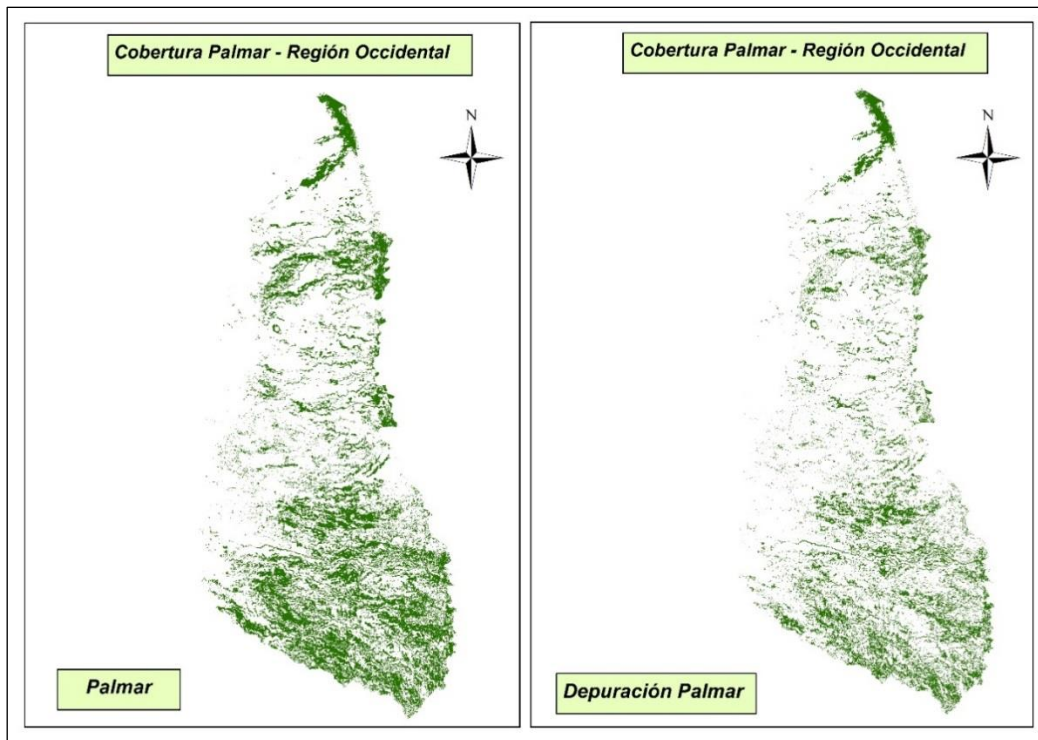 Cobertura Palmar - Región Occidental
N
Palmar
Cobertura Palmar - Región Occidental
N
Depuración Palmar